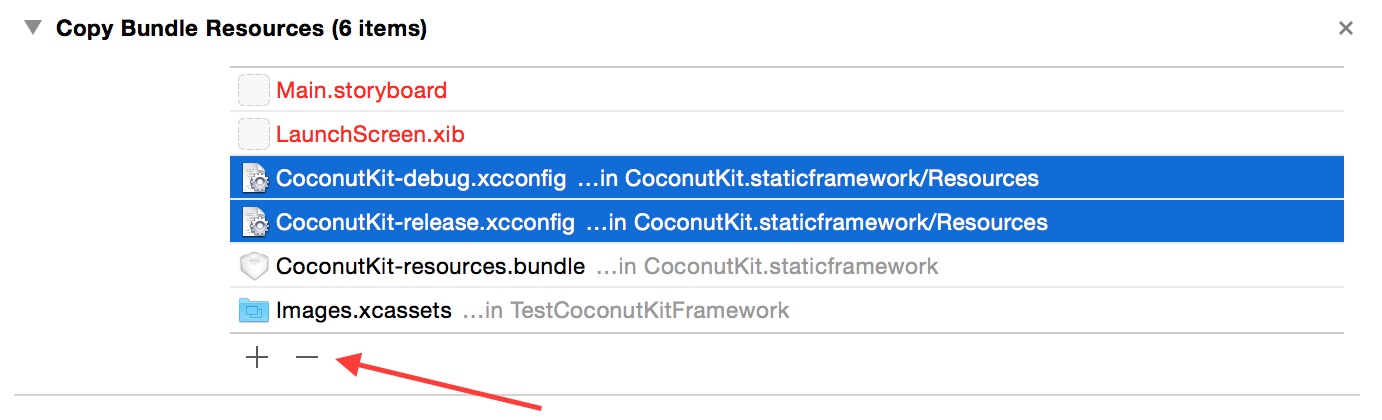 Copy Bundle Resources (6 items)
Main.storyboard
LaunchScreen.xib
CoconutKit-debug.xcconfig ...in CoconutKit.staticframework/Resources
CoconutKit-release.xcconfig ...in CoconutKit.staticframework/Resources
CoconutKit-resources.bundle ...in CoconutKit.staticframework
Images.xcassets ...in TestCoconutKitFramework